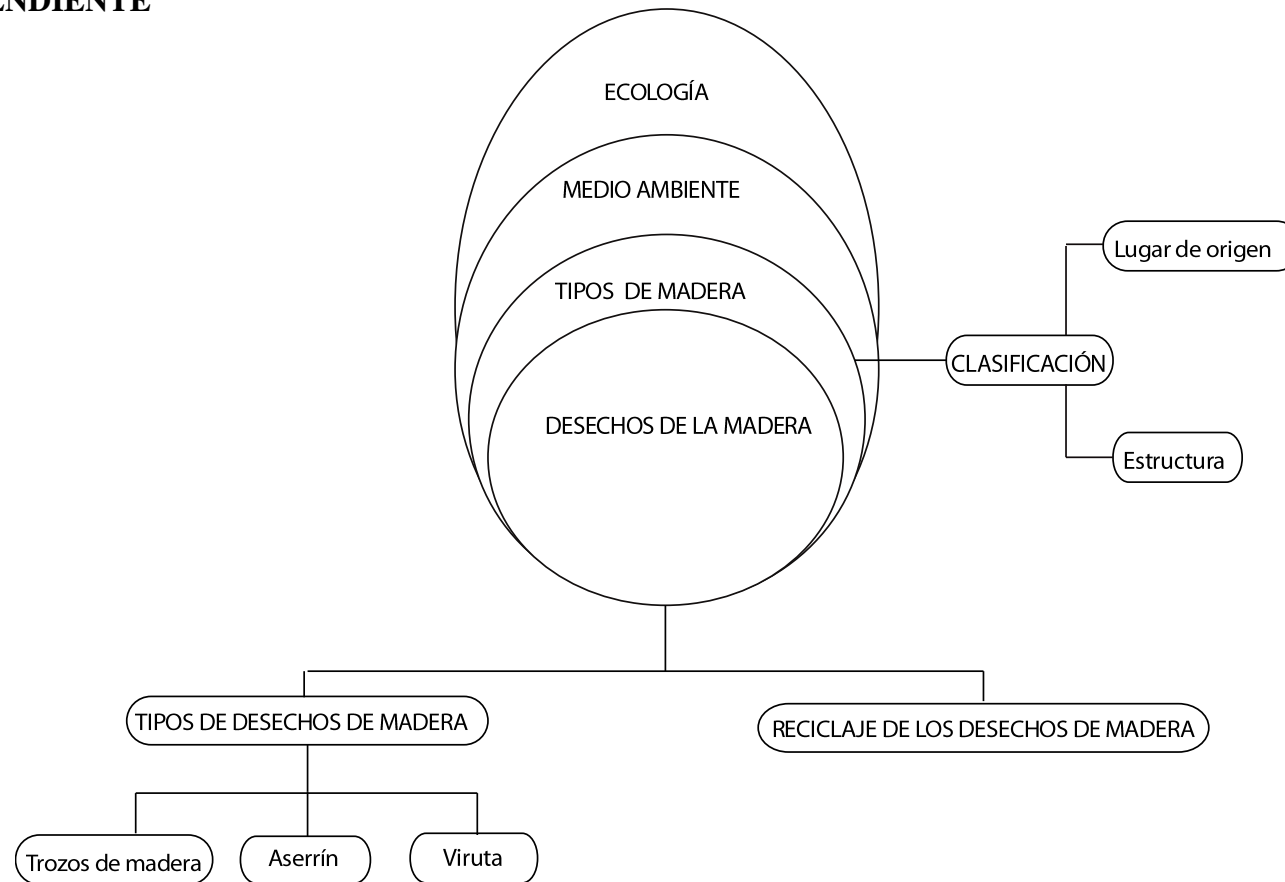 ENDIENTE
ECOLOGÍA
MEDIO AMBIENTE
TIPOS DE MADERA
DESECHOS DE LA MADERA
Lugar de origen
CLASIFICACIÓN
Estructura
TIPOS DE DESECHOS DE MADERA
RECICLAJE DE LOS DESECHOS DE MADERA
Trozos de madera
Aserrín
Viruta